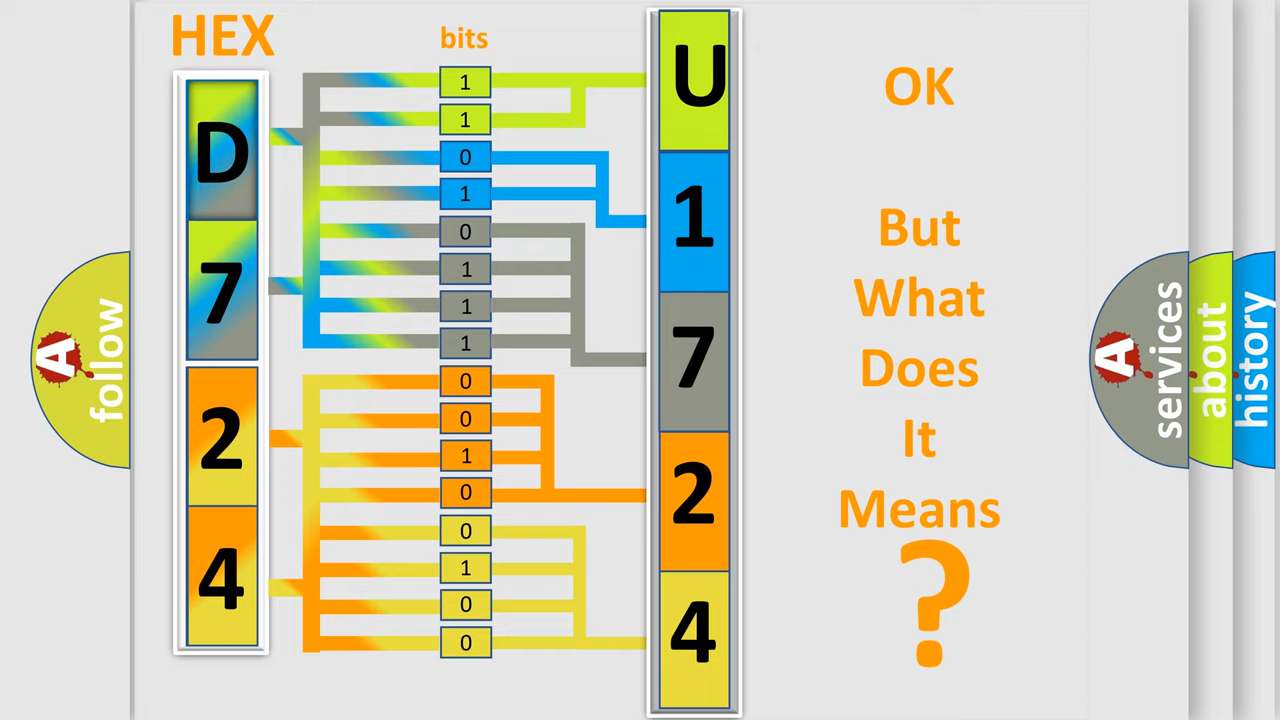 HEX
bits
D
7
2
4
1
1
0
1
0
1
1
1
0
0
1
0
0
1
0
0
U
1
7
2
4
OK
But
What
Does
It
Means
?
A
follow
A
services
about
history